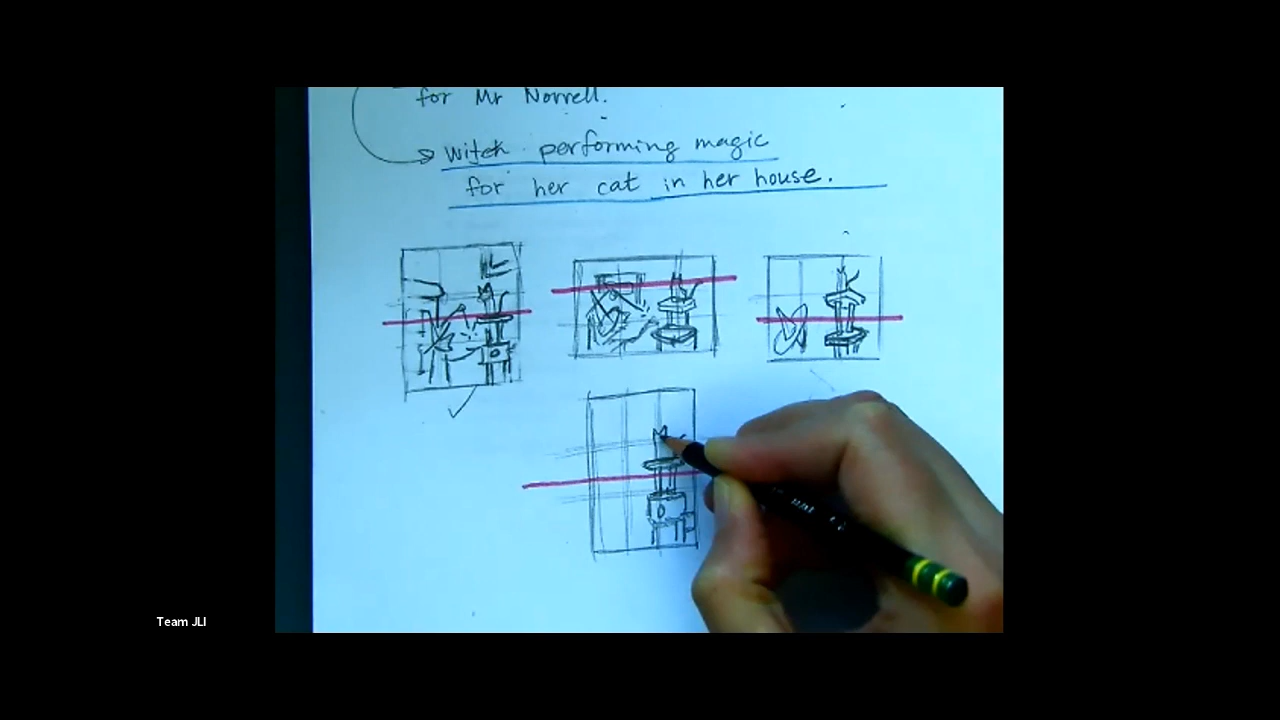 for Mr Norrell.
witch performing magic
for her cat in her house.
Team JLI